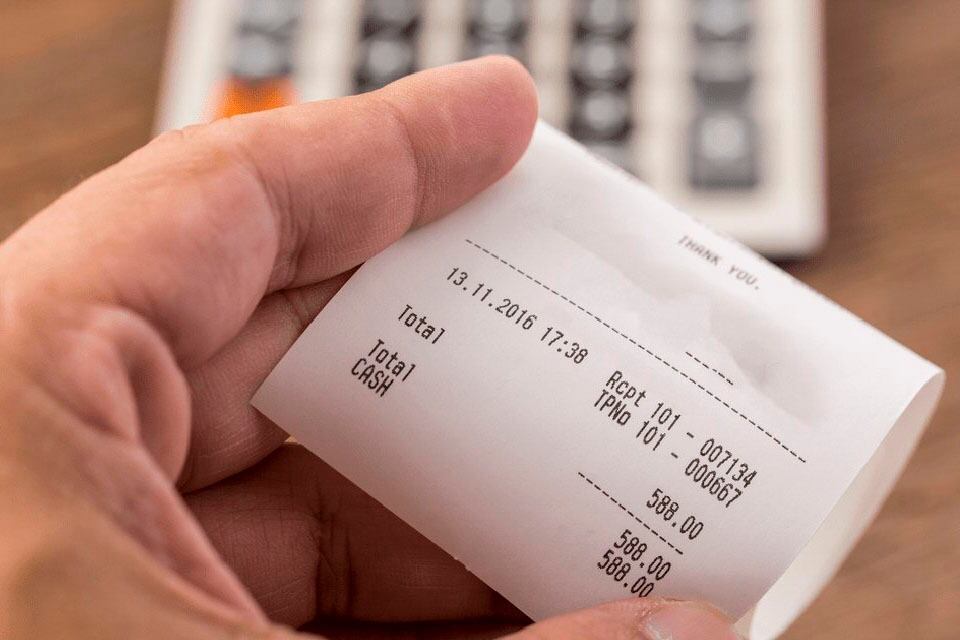 THANK YOU.
13.11.2016 17:38
Rcpt 101 - 007134
TPNo 101 - 000667
Total 588.00
Total 588.00
CASH 588.00